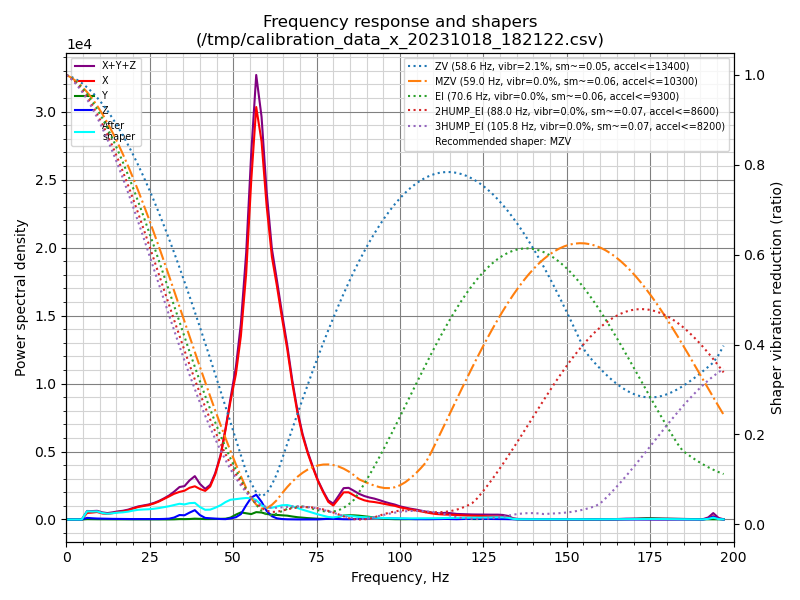 Frequency response and shapers
(/tmp/calibration_data_x_20231018_182122.csv)
1e4
X+Y+Z
X
Y
Z
After
shaper
ZV (58.6 Hz, vibr=2.1%, sm~=0.05, accel<=13400)
MZV (59.0 Hz, vibr=0.0%, sm~=0.06, accel<=10300)
EI (70.6 Hz, vibr=0.0%, sm~=0.06, accel<=9300)
2HUMP_EI (88.0 Hz, vibr=0.0%, sm~=0.07, accel<=8600)
3HUMP_EI (105.8 Hz, vibr=0.0%, sm~=0.07, accel<=8200)
Recommended shaper: MZV
3.0
2.5
2.0
1.5
1.0
0.5
0.0
Power spectral density
1.0
0.8
0.6
0.4
0.2
0.0
Shaper vibration reduction (ratio)
0 25 50 75 100 125 150 175 200
Frequency, Hz